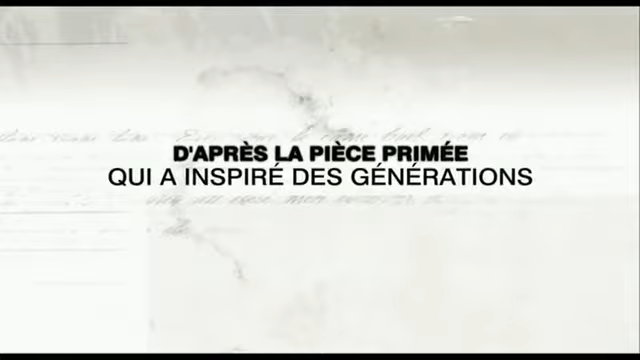 D'APRÈS LA PIÈCE PRIMÉE
QUI A INSPIRÉ DES GÉNÉRATIONS